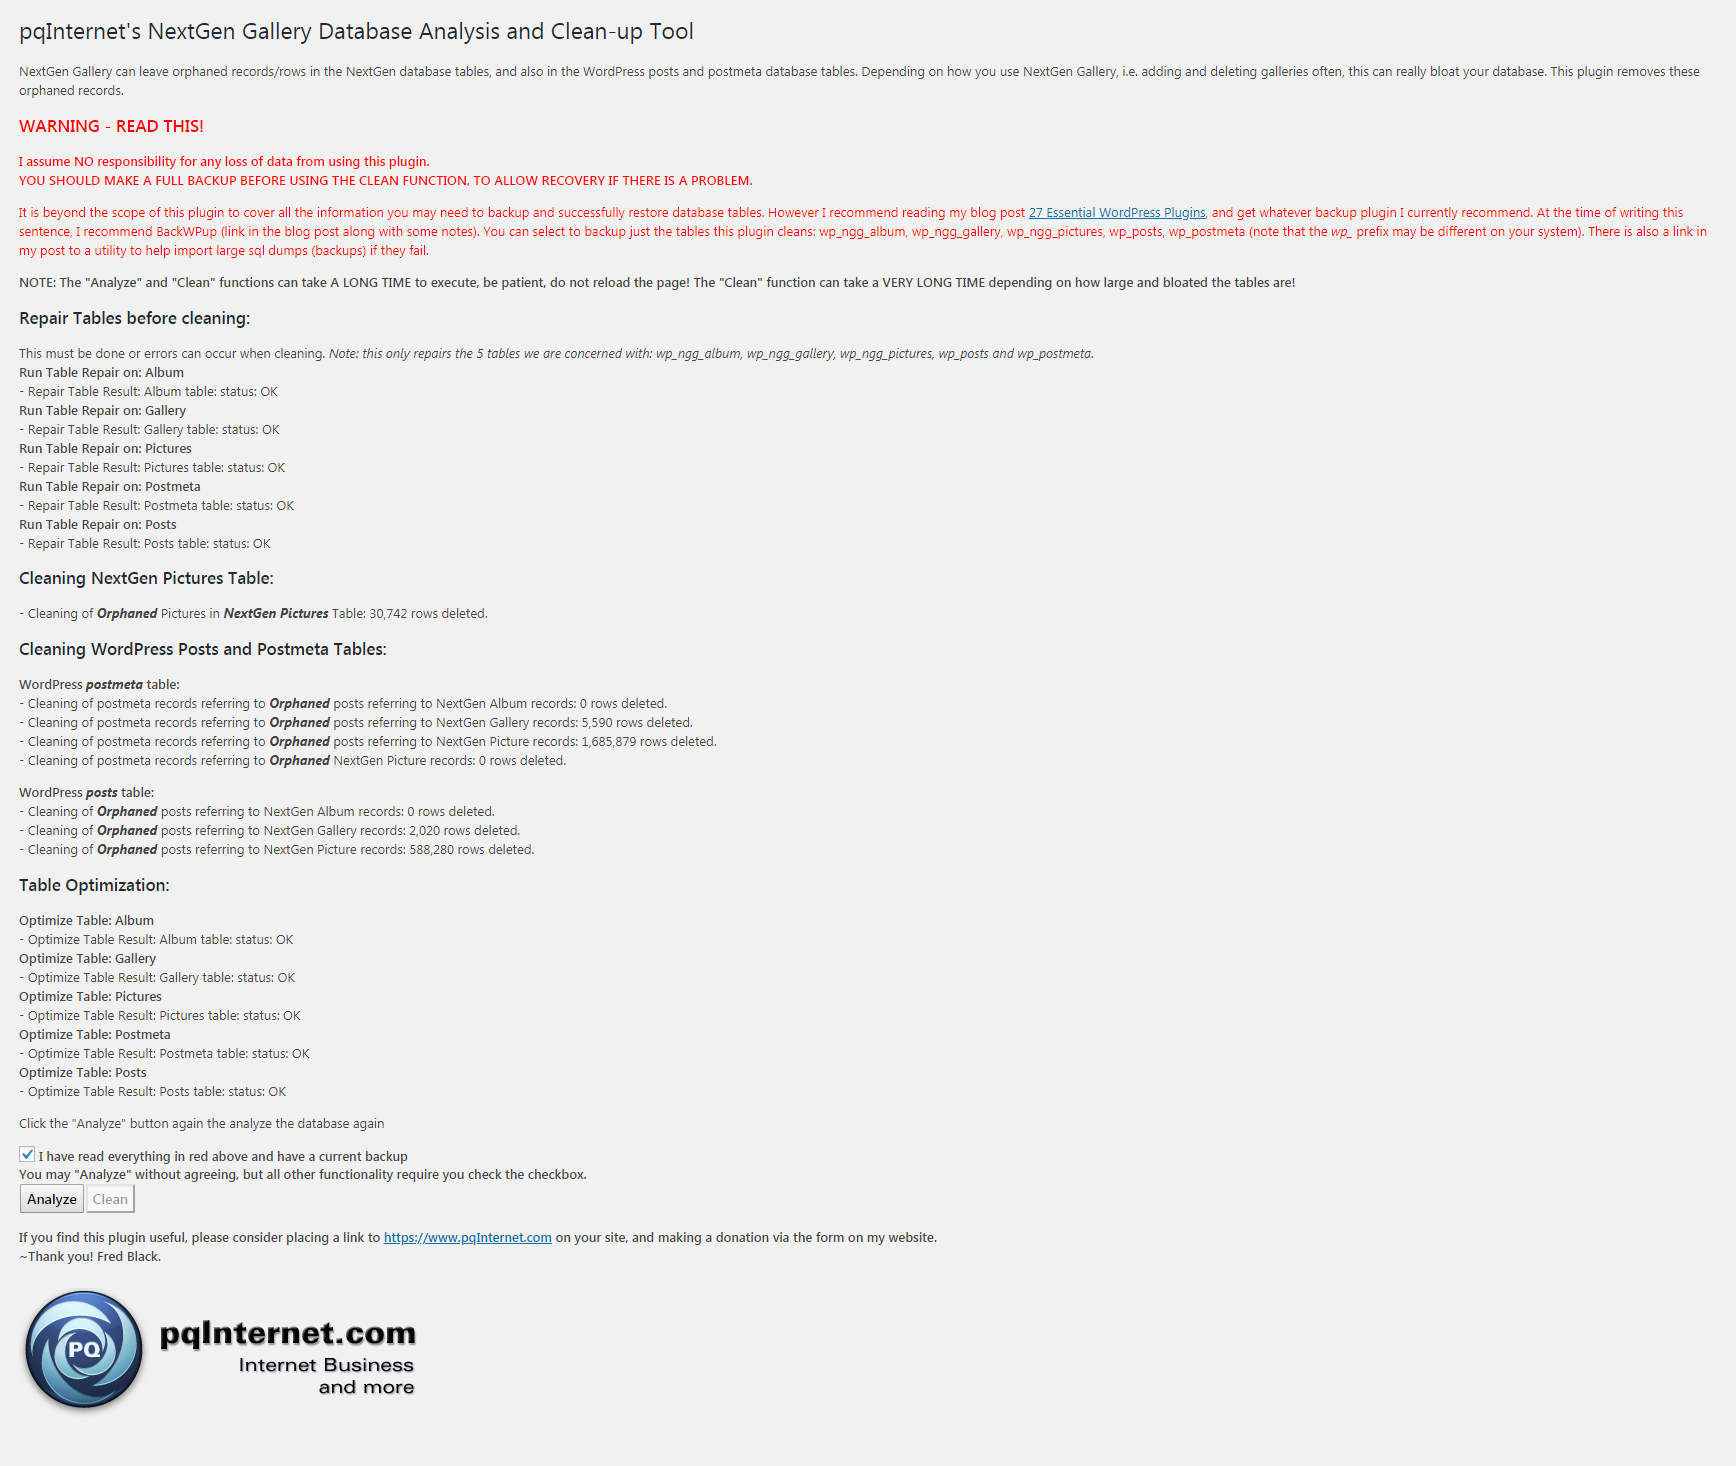 pqInternet's NextGen Gallery Database Analysis and Clean-up Tool
NextGen Gallery can leave orphaned records/rows in the NextGen database tables, and also in the WordPress posts and postmeta database tables. Depending on how you use NextGen Gallery, i.e. adding and deleting galleries often, this can really bloat your database. This plugin removes these
orphaned records.
WARNING - READ THIS!
I assume NO responsibility for any loss of data from using this plugin.
YOU SHOULD MAKE A FULL BACKUP BEFORE USING THE CLEAN FUNCTION, TO ALLOW RECOVERY IF THERE IS A PROBLEM.
It is beyond the scope of this plugin to cover all the information you may need to backup and successfully restore database tables. However I recommend reading my blog post 27 Essential WordPress Plugins, and get whatever backup plugin I currently recommend. At the time of writing this
sentence, I recommend BackWPup (link in the blog post along with some notes). You can select to backup just the tables this plugin cleans: wp_ngg_album, wp_ngg_gallery, wp_ngg_pictures, wp_posts, wp_postmeta (note that the wp_ prefix may be different on your system). There is also a link in
my post to a utility to help import large sql dumps (backups) if they fail.
NOTE: The "Analyze" and "Clean" functions can take A LONG TIME to execute, be patient, do not reload the page! The "Clean" function can take a VERY LONG TIME depending on how large and bloated the tables are!
Repair Tables before cleaning:
This must be done or errors can occur when cleaning. Note: this only repairs the 5 tables we are concerned with: wp_ngg_album, wp_ngg_gallery, wp_ngg_pictures, wp_posts and wp_postmeta.
Run Table Repair on: Album
- Repair Table Result: Album table: status: OK
Run Table Repair on: Gallery
- Repair Table Result: Gallery table: status: OK
Run Table Repair on: Pictures
- Repair Table Result: Pictures table: status: OK
Run Table Repair on: Postmeta
- Repair Table Result: Postmeta table: status: OK
Run Table Repair on: Posts
- Repair Table Result: Posts table: status: OK
Cleaning NextGen Pictures Table:
- Cleaning of Orphaned Pictures in NextGen Pictures Table: 30,742 rows deleted.
Cleaning WordPress Posts and Postmeta Tables:
WordPress postmeta table:
- Cleaning of postmeta records referring to Orphaned posts referring to NextGen Album records: 0 rows deleted.
- Cleaning of postmeta records referring to Orphaned posts referring to NextGen Gallery records: 5,590 rows deleted.
- Cleaning of postmeta records referring to Orphaned posts referring to NextGen Picture records: 1,685,879 rows deleted.
- Cleaning of postmeta records referring to Orphaned NextGen Picture records: 0 rows deleted.
WordPress posts table:
- Cleaning of Orphaned posts referring to NextGen Album records: 0 rows deleted.
- Cleaning of Orphaned posts referring to NextGen Gallery records: 2,020 rows deleted.
- Cleaning of Orphaned posts referring to NextGen Picture records: 588,280 rows deleted.
Table Optimization:
Optimize Table: Album
- Optimize Table Result: Album table: status: OK
Optimize Table: Gallery
- Optimize Table Result: Gallery table: status: OK
Optimize Table: Pictures
- Optimize Table Result: Pictures table: status: OK
Optimize Table: Postmeta
- Optimize Table Result: Postmeta table: status: OK
Optimize Table: Posts
- Optimize Table Result: Posts table: status: OK
Click the "Analyze" button again the analyze the database again
I have read everything in red above and have a current backup
You may "Analyze" without agreeing, but all other functionality require you check the checkbox.
Analyze Clean
If you find this plugin useful, please consider placing a link to https://www.pqInternet.com on your site, and making a donation via the form on my website.
~Thank you! Fred Black.
PQ
pqInternet.com
Internet Business
and more